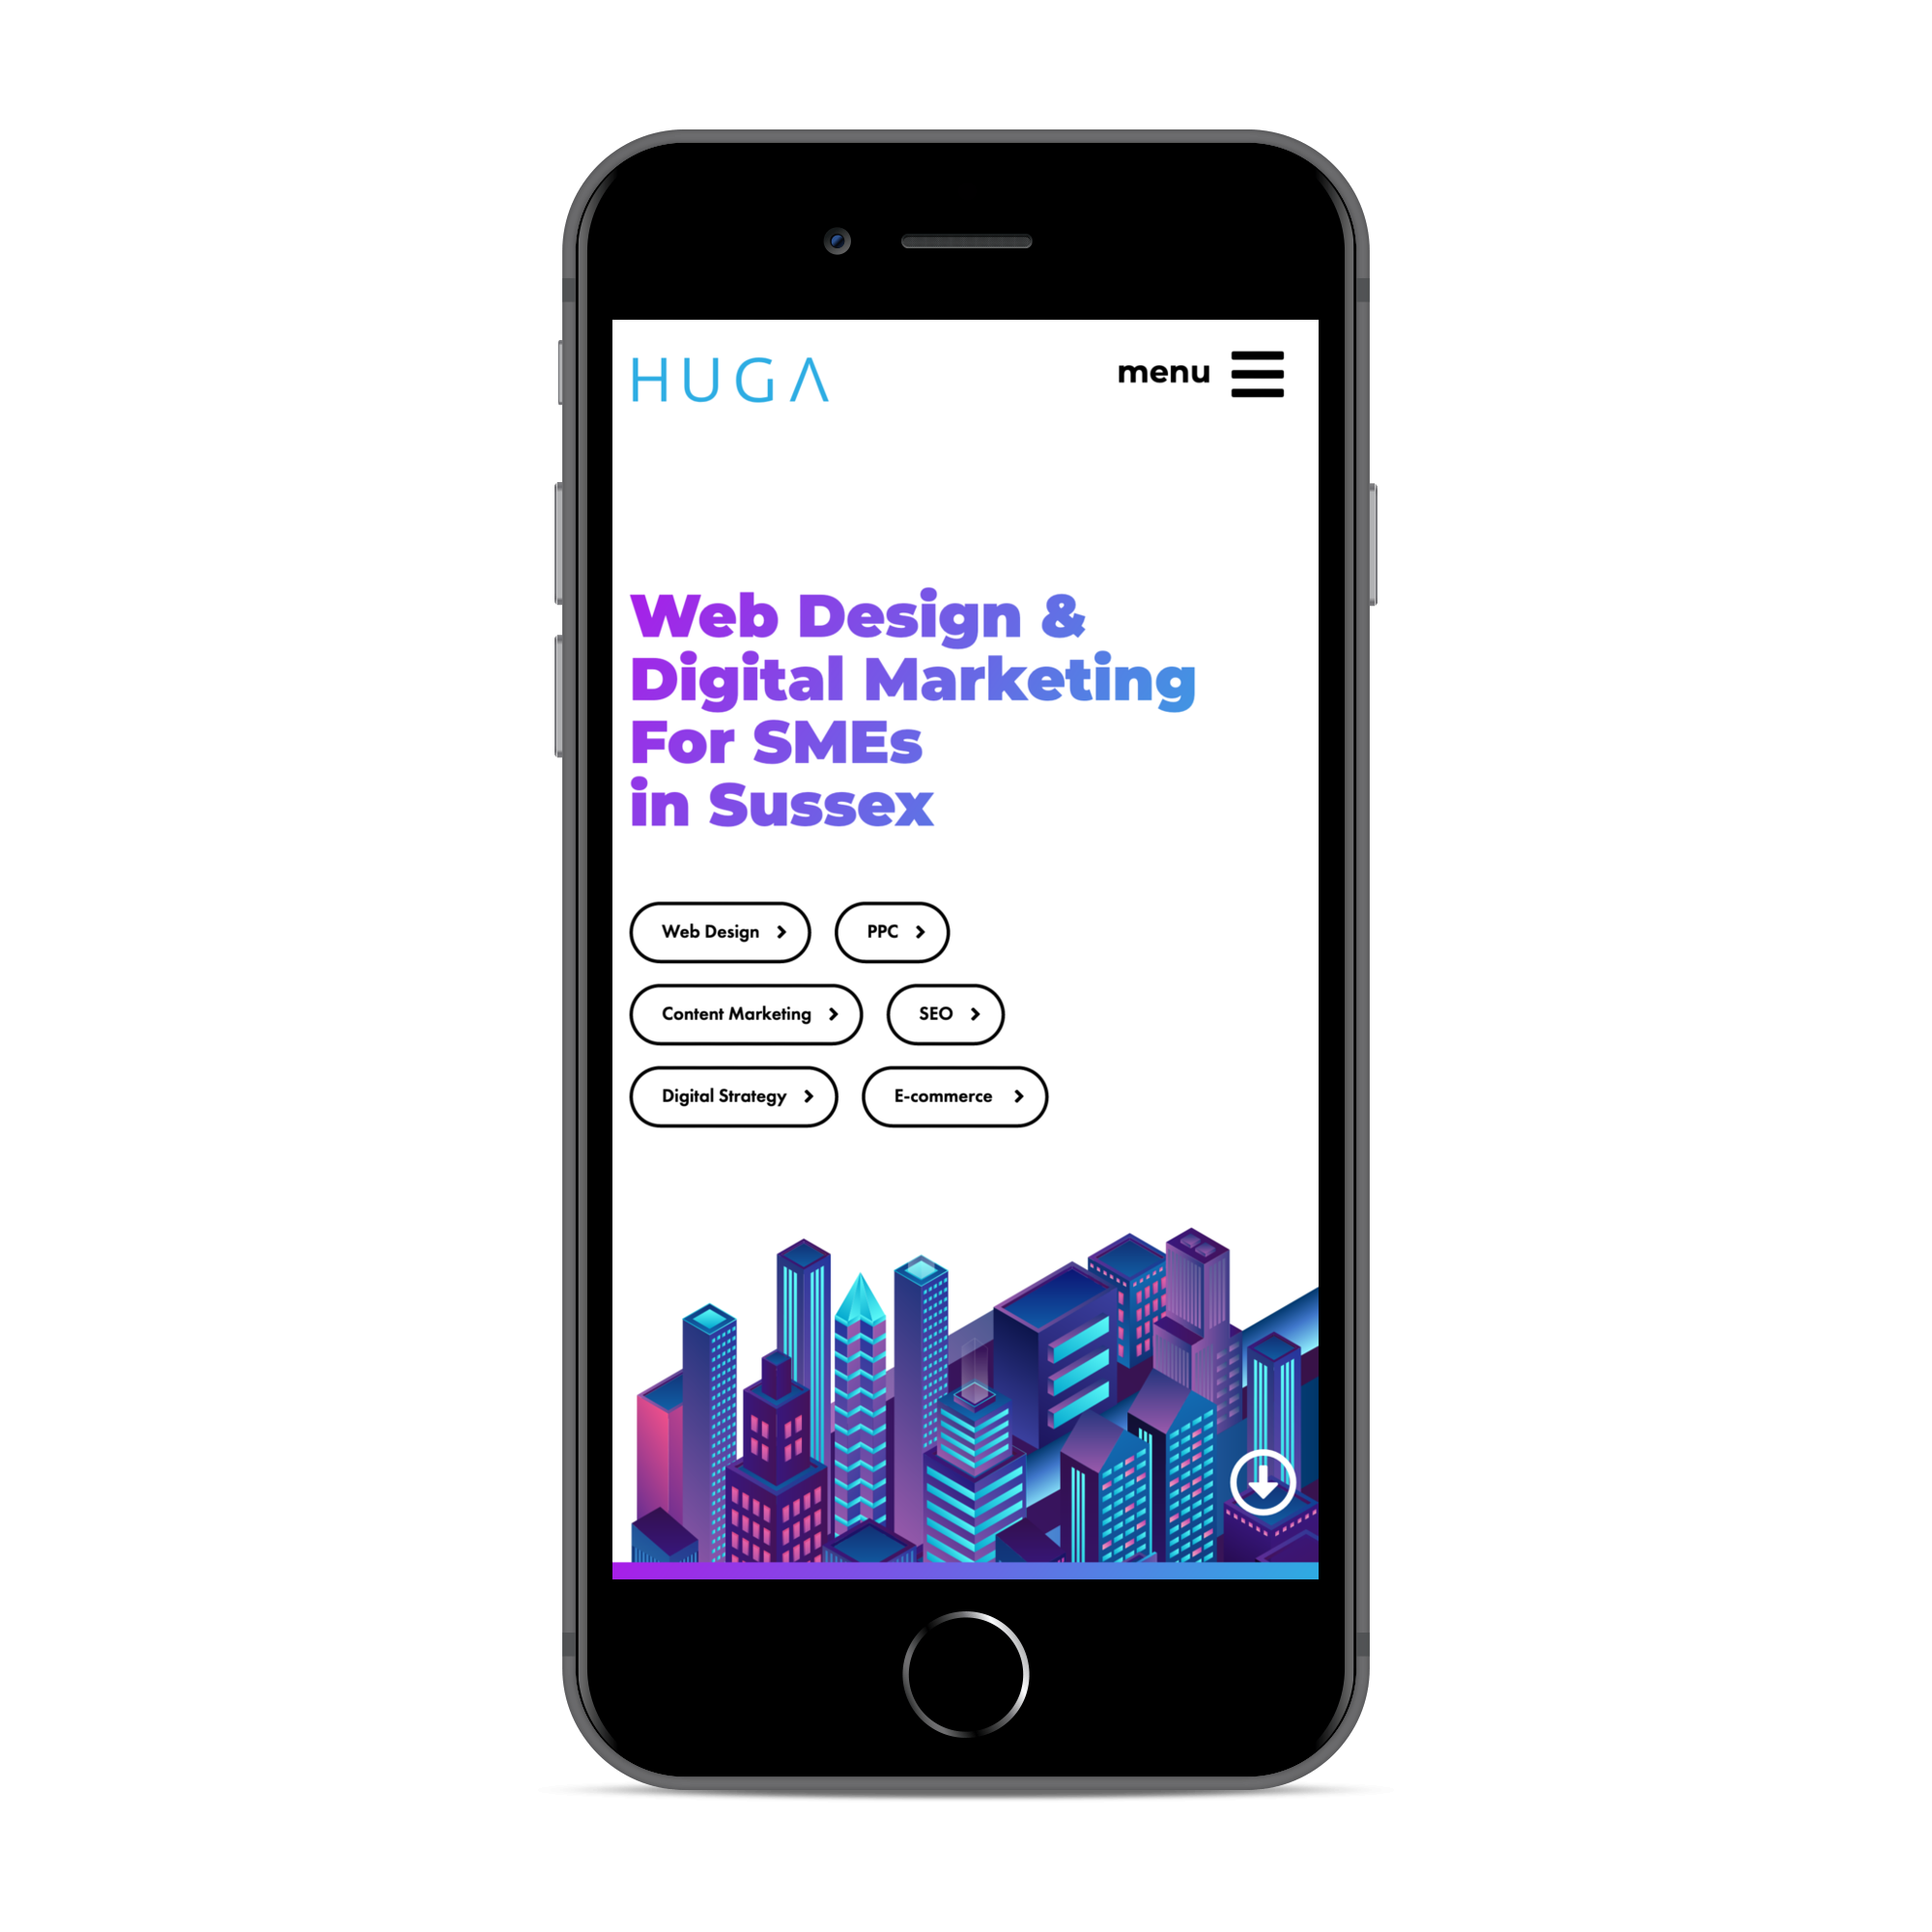 HUGA
menu
Web Design &
Digital Marketing
For SMEs
in Sussex
Web Design
PPC
Content Marketing
SEO
Digital Strategy
E-commerce